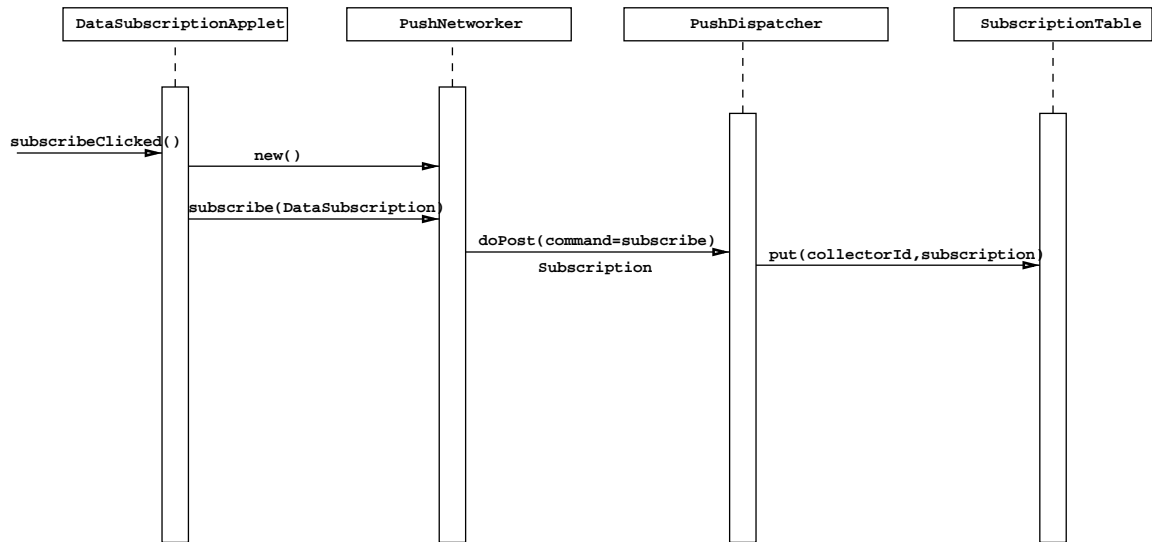 DataSubscriptionApplet
PushNetworker
PushDispatcher
SubscriptionTable
subscribeClicked()
new()
subscribe(DataSubscription)
doPost(command=subscribe)
Subscription
put(collectorId,subscription)